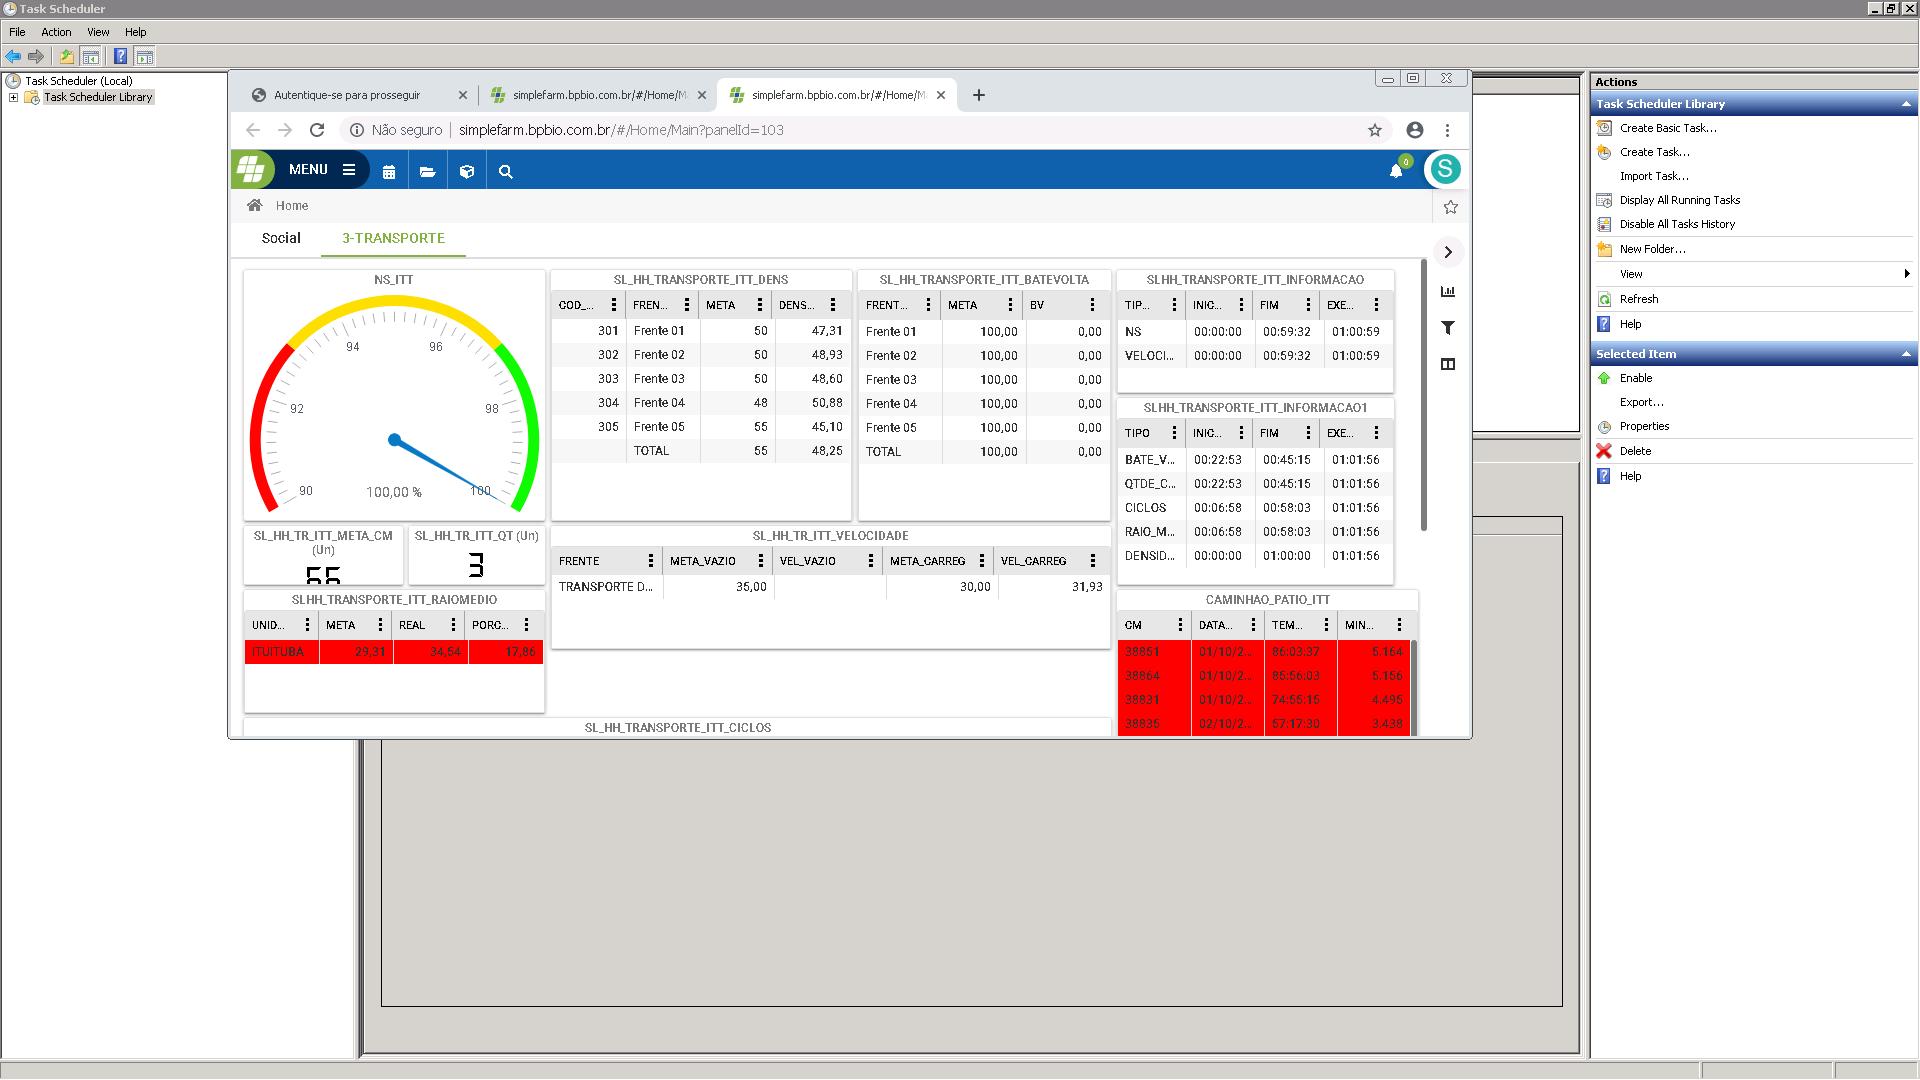 Task Scheduler
File Action View Help
Task Scheduler (Local)
Task Scheduler Library
Autentique-se para prosseguir
simplefarm.bpbio.com.br/#/Home/M
simplefarm.bpbio.com.br/#/Home/M
Não seguro simplefarm.bpbio.com.br/#/Home/Main?panelId=103
MENU
0
S
Home
Social 3-TRANSPORTE
NS_ITT
90 92 94 96 98 100
100,00 %
SL_HH_TRANSPORTE_ITT_DENS
COD_... FREN... META DENS...
301 Frente 01 50 47,31
302 Frente 02 50 48,93
303 Frente 03 50 48,60
304 Frente 04 48 50,88
305 Frente 05 55 45,10
TOTAL 55 48,25
SL_HH_TRANSPORTE_ITT_BATEVOLTA
FRENT... META BV
Frente 01 100,00 0,00
Frente 02 100,00 0,00
Frente 03 100,00 0,00
Frente 04 100,00 0,00
Frente 05 100,00 0,00
TOTAL 100,00 0,00
SLHH_TRANSPORTE_ITT_INFORMACAO
TIP... INIC... FIM EXE...
NS 00:00:00 00:59:32 01:00:59
VELOCI... 00:00:00 00:59:32 01:00:59
SLHH_TRANSPORTE_ITT_INFORMACAO1
TIPO INIC... FIM EXE...
BATE_V... 00:22:53 00:45:15 01:01:56
QTDE_C... 00:22:53 00:45:15 01:01:56
CICLOS 00:06:58 00:58:03 01:01:56
RAIO_M... 00:06:58 00:58:03 01:01:56
DENSID... 00:00:00 01:00:00 01:01:56
SL_HH_TR_ITT_META_CM (Un)
SL_HH_TR_ITT_QT (Un)
3
SL_HH_TR_ITT_VELOCIDADE
FRENTE META_VAZIO VEL_VAZIO META_CARREG VEL_CARREG
TRANSPORTE D... 35,00 30,00 31,93
SLHH_TRANSPORTE_ITT_RAIOMEDIO
UNID... META REAL PORC...
ITUITUBA 29,31 34,54 17,86
CAMINHAO_PATIO_ITT
CM DATA... TEM... MIN...
38851 01/10/2... 86:03:37 5.164
38864 01/10/2... 85:56:03 5.156
38831 01/10/2... 74:56:15 4.496
38835 02/10/2... 57:17:30 3.438
SL_HH_TRANSPORTE_ITT_CICLOS
Actions
Task Scheduler Library
Create Basic Task...
Create Task...
Import Task...
Display All Running Tasks
Disable All Tasks History
New Folder...
View
Refresh
Help
Selected Item
Enable
Export...
Properties
Delete
Help